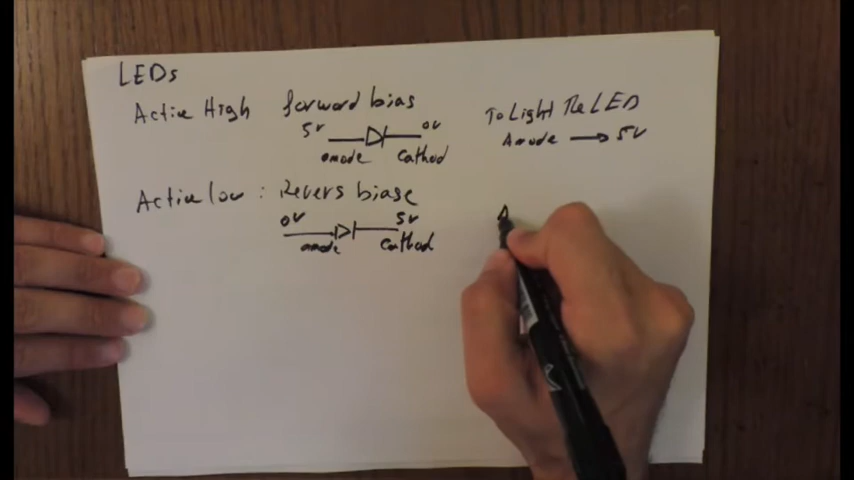 LEDs
Active High forward bias
5v 0v
anode Cathod
To Light The LED
Anode → 5V
Active low : Revers biase
0v 5v
anode Cathod
A